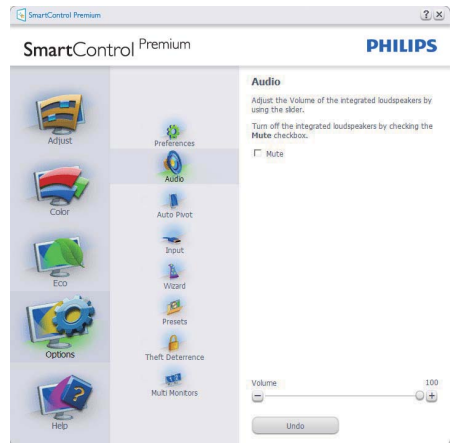 SmartControl Premium
SmartControl Premium
PHILIPS
Adjust
Color
Eco
Options
Help
Preferences
Audio
Auto Pivot
Input
Wizard
Presets
Theft Deterrence
Multi Monitors
Audio
Adjust the Volume of the integrated loudspeakers by
using the slider.
Turn off the integrated loudspeakers by checking the
Mute checkbox.
Mute
Volume 100
Undo